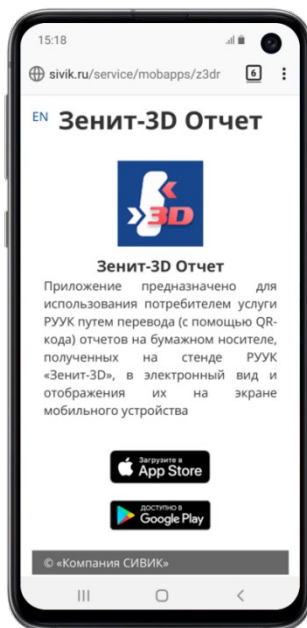 15:18
sivik.ru/service/mobapps/z3dr
6
EN
Зенит-3D Отчет
3D
Зенит-3D Отчет
Приложение предназначено для
использования потребителем услуги
РУУК путем перевода (с помощью QR-
кода) отчетов на бумажном носителе,
полученных на стенде РУУК
«Зенит-3D», в электронный вид и
отображения их на экране
мобильного устройства
Загрузите в
App Store
ДОСТУПНО В
Google Play
© «Компания СИВИК»